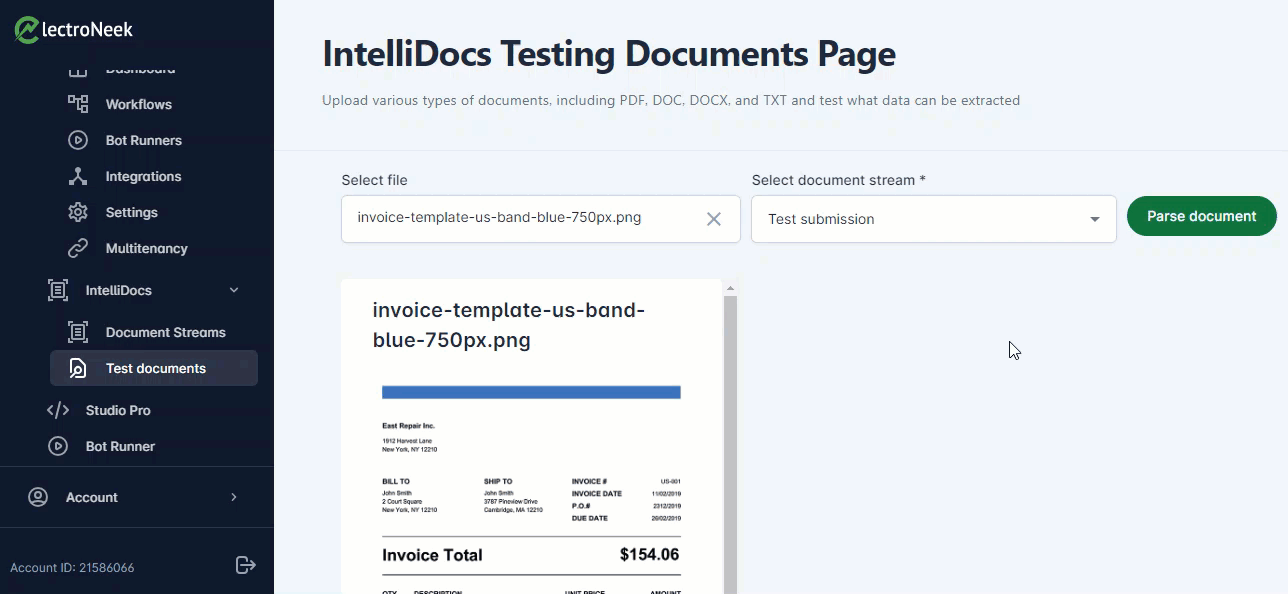 lectroNeek
Dashboard
Workflows
Bot Runners
Integrations
Settings
Multitenancy
IntelliDocs
Document Streams
Test documents
Studio Pro
Bot Runner
Account
Account ID: 21586066
IntelliDocs Testing Documents Page
Upload various types of documents, including PDF, DOC, DOCX, and TXT and test what data can be extracted
Select file
invoice-template-us-band-blue-750px.png
Select document stream *
Test submission
Parse document
invoice-template-us-band-
blue-750px.png
East Repair Inc.
1912 Harvest Lane
New York, NY 12210
BILL TO
John Smith
2 Court Square
New York, NY 12210
SHIP TO
John Smith
3787 Pineview Drive
Cambridge, MA 12210
INVOICE # US-001
INVOICE DATE 11/02/2019
P.O.# 2312/2019
DUE DATE 26/02/2019
Invoice Total $154.06
QTY DESCRIPTION UNIT PRICE AMOUNT